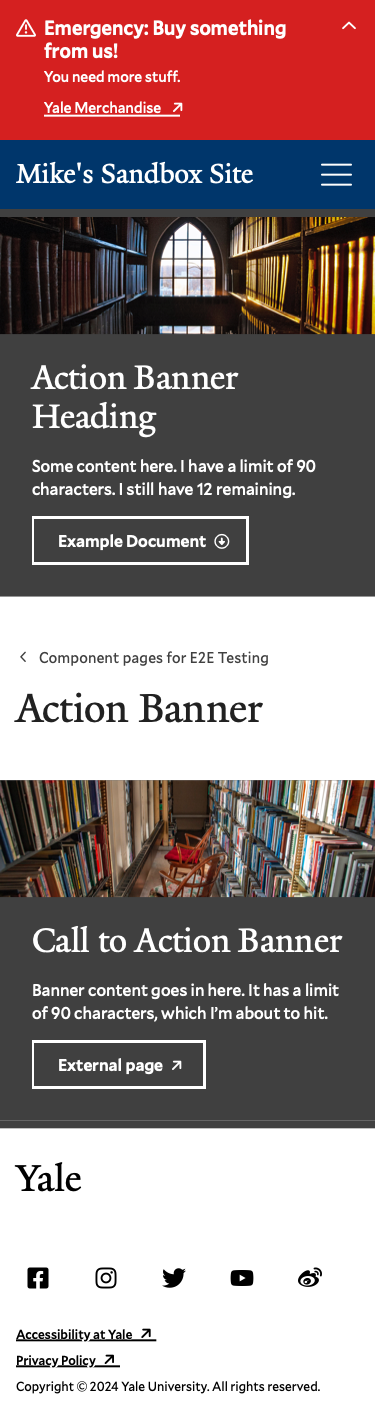 Emergency: Buy something
from us!
You need more stuff.
Yale Merchandise
Mike's Sandbox Site
Action Banner
Heading
Some content here. I have a limit of 90
characters. I still have 12 remaining.
Example Document
Component pages for E2E Testing
Action Banner
Call to Action Banner
Banner content goes in here. It has a limit
of 90 characters, which I’m about to hit.
External page
Yale
Accessibility at Yale
Privacy Policy
Copyright © 2024 Yale University. All rights reserved.